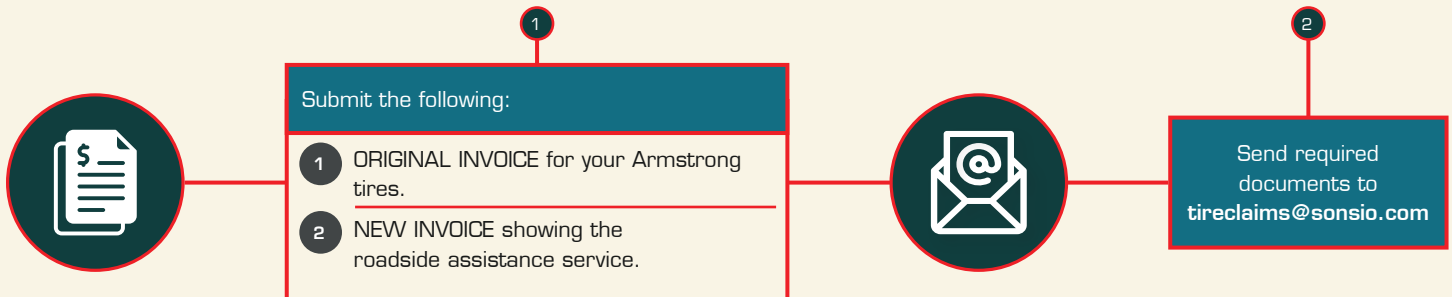 1
2
Submit the following:
1 ORIGINAL INVOICE for your Armstrong
tires.
2 NEW INVOICE showing the
roadside assistance service.
$
@
Send required
documents to
tireclaims@sonsio.com